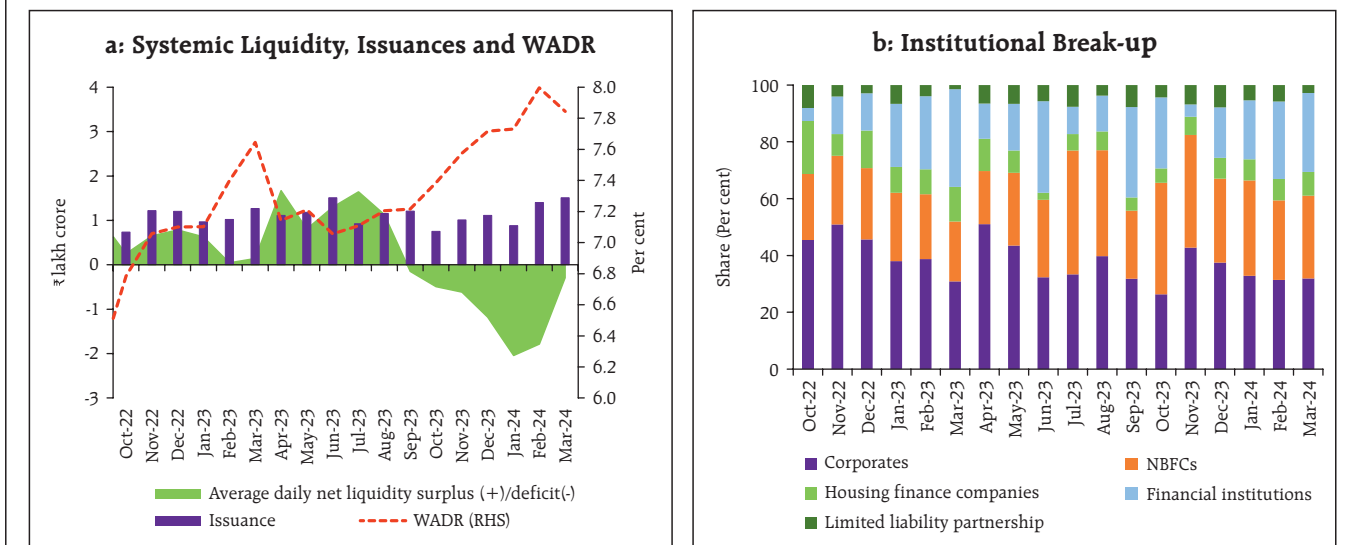 a: Systemic Liquidity, Issuances and WADR
4
3
2
1
0
-1
-2
-3
₹ lakh crore
8.0
7.8
7.6
7.4
7.2
7.0
6.8
6.6
6.4
6.2
6.0
Per cent
Oct-22
Nov-22
Dec-22
Jan-23
Feb-23
Mar-23
Apr-23
May-23
Jun-23
Jul-23
Aug-23
Sep-23
Oct-23
Nov-23
Dec-23
Jan-24
Feb-24
Mar-24
Average daily net liquidity surplus (+)/deficit(-)
Issuance
WADR (RHS)
b: Institutional Break-up
100
80
60
40
20
0
Share (Per cent)
Oct-22
Nov-22
Dec-22
Jan-23
Feb-23
Mar-23
Apr-23
May-23
Jun-23
Jul-23
Aug-23
Sep-23
Oct-23
Nov-23
Dec-23
Jan-24
Feb-24
Mar-24
Corporates
NBFCs
Housing finance companies
Financial institutions
Limited liability partnership